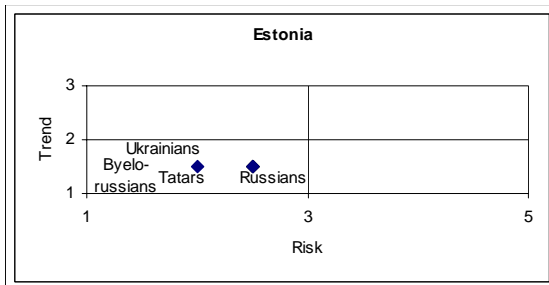 Estonia
3
Trend
2
Ukrainians
Byelo-
russians
Tatars
Russians
1
1
3
5
Risk